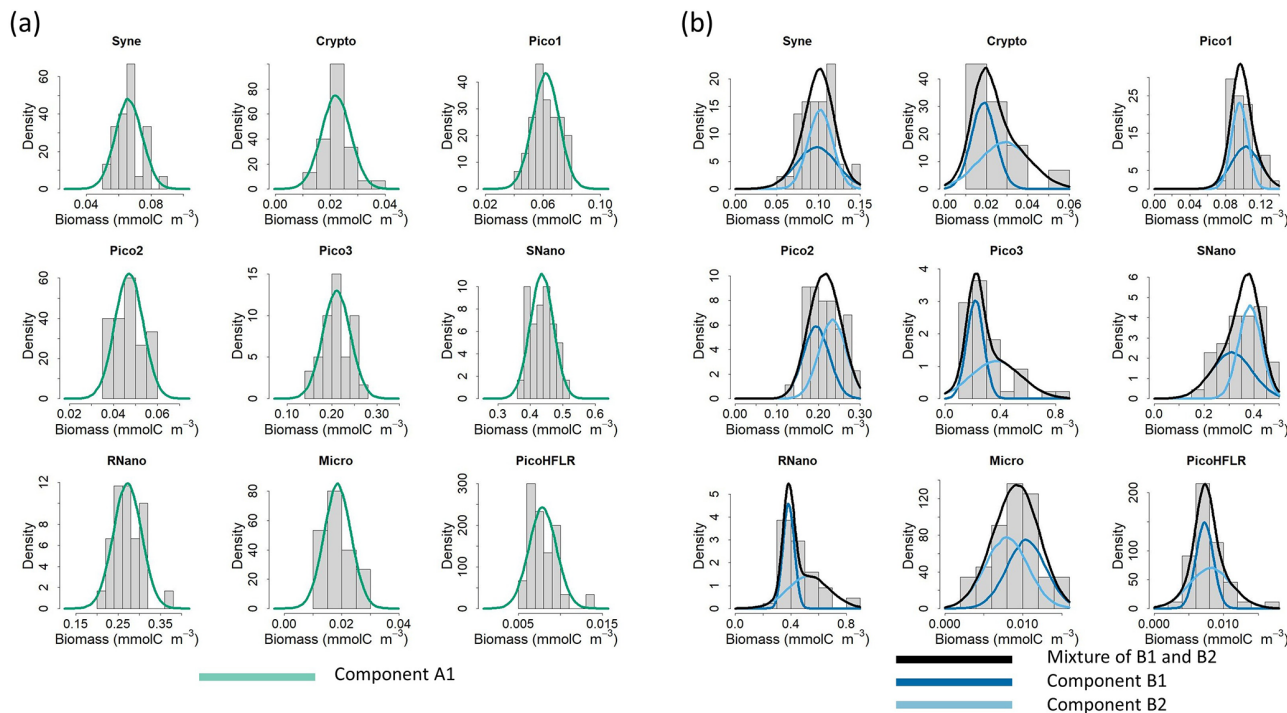 (a)
(b)
Syne
Crypto
Pico1
Syne
Crypto
Pico1
Density
0 20 40 60
0.04 0.08
Biomass (mmolC m⁻³)
Density
0 20 40 60 80
0.00 0.02 0.04
Biomass (mmolC m⁻³)
Density
0 10 20 30 40
0.02 0.06 0.10
Biomass (mmolC m⁻³)
Density
0 5 10 15 20
0.00 0.05 0.10 0.15
Biomass (mmolC m⁻³)
Density
0 10 20 30 40
0.00 0.02 0.04 0.06
Biomass (mmolC m⁻³)
Density
0 5 15 25
0.00 0.04 0.08 0.12
Biomass (mmolC m⁻³)
Pico2
Pico3
SNano
Pico2
Pico3
SNano
Density
0 20 40 60
0.02 0.04 0.06
Biomass (mmolC m⁻³)
Density
0 5 10 15
0.10 0.20 0.30
Biomass (mmolC m⁻³)
Density
0 2 4 6 8 10
0.3 0.4 0.5 0.6
Biomass (mmolC m⁻³)
Density
0 2 4 6 8 10
0.00 0.10 0.20 0.30
Biomass (mmolC m⁻³)
Density
0 1 2 3 4
0.0 0.4 0.8
Biomass (mmolC m⁻³)
Density
0 1 2 3 4 5 6
0.0 0.2 0.4
Biomass (mmolC m⁻³)
RNano
Micro
PicoHFLR
RNano
Micro
PicoHFLR
Density
0 2 4 6 8 12
0.15 0.25 0.35
Biomass (mmolC m⁻³)
Density
0 20 40 60 80
0.00 0.02 0.04
Biomass (mmolC m⁻³)
Density
0 100 200 300
0.005 0.015
Biomass (mmolC m⁻³)
Density
0 1 2 3 4 5
0.0 0.4 0.8
Biomass (mmolC m⁻³)
Density
0 40 80 120
0.000 0.010
Biomass (mmolC m⁻³)
Density
0 50 100 200
0.000 0.010
Biomass (mmolC m⁻³)
Component A1
Mixture of B1 and B2
Component B1
Component B2